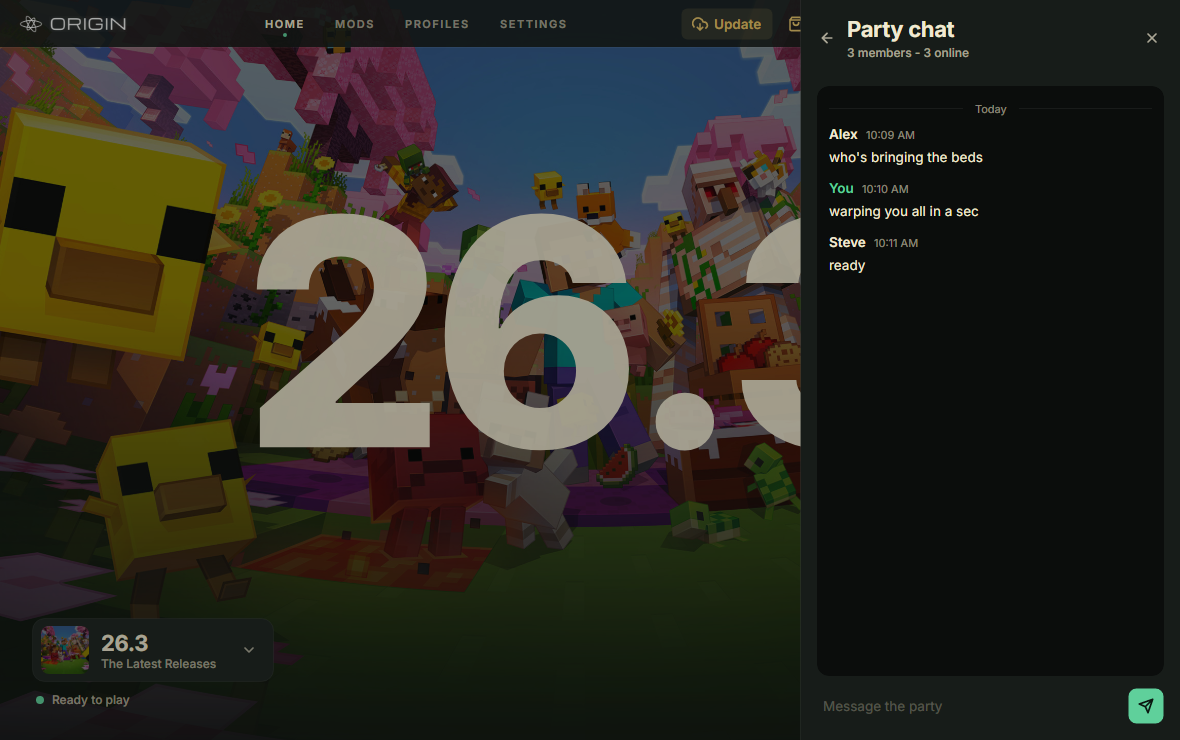 ORIGIN
HOME
MODS
PROFILES
SETTINGS
Update
Party chat
3 members - 3 online
Today
Alex 10:09 AM
who's bringing the beds
You 10:10 AM
warping you all in a sec
Steve 10:11 AM
ready
26.3
26.3
The Latest Releases
Ready to play
Message the party